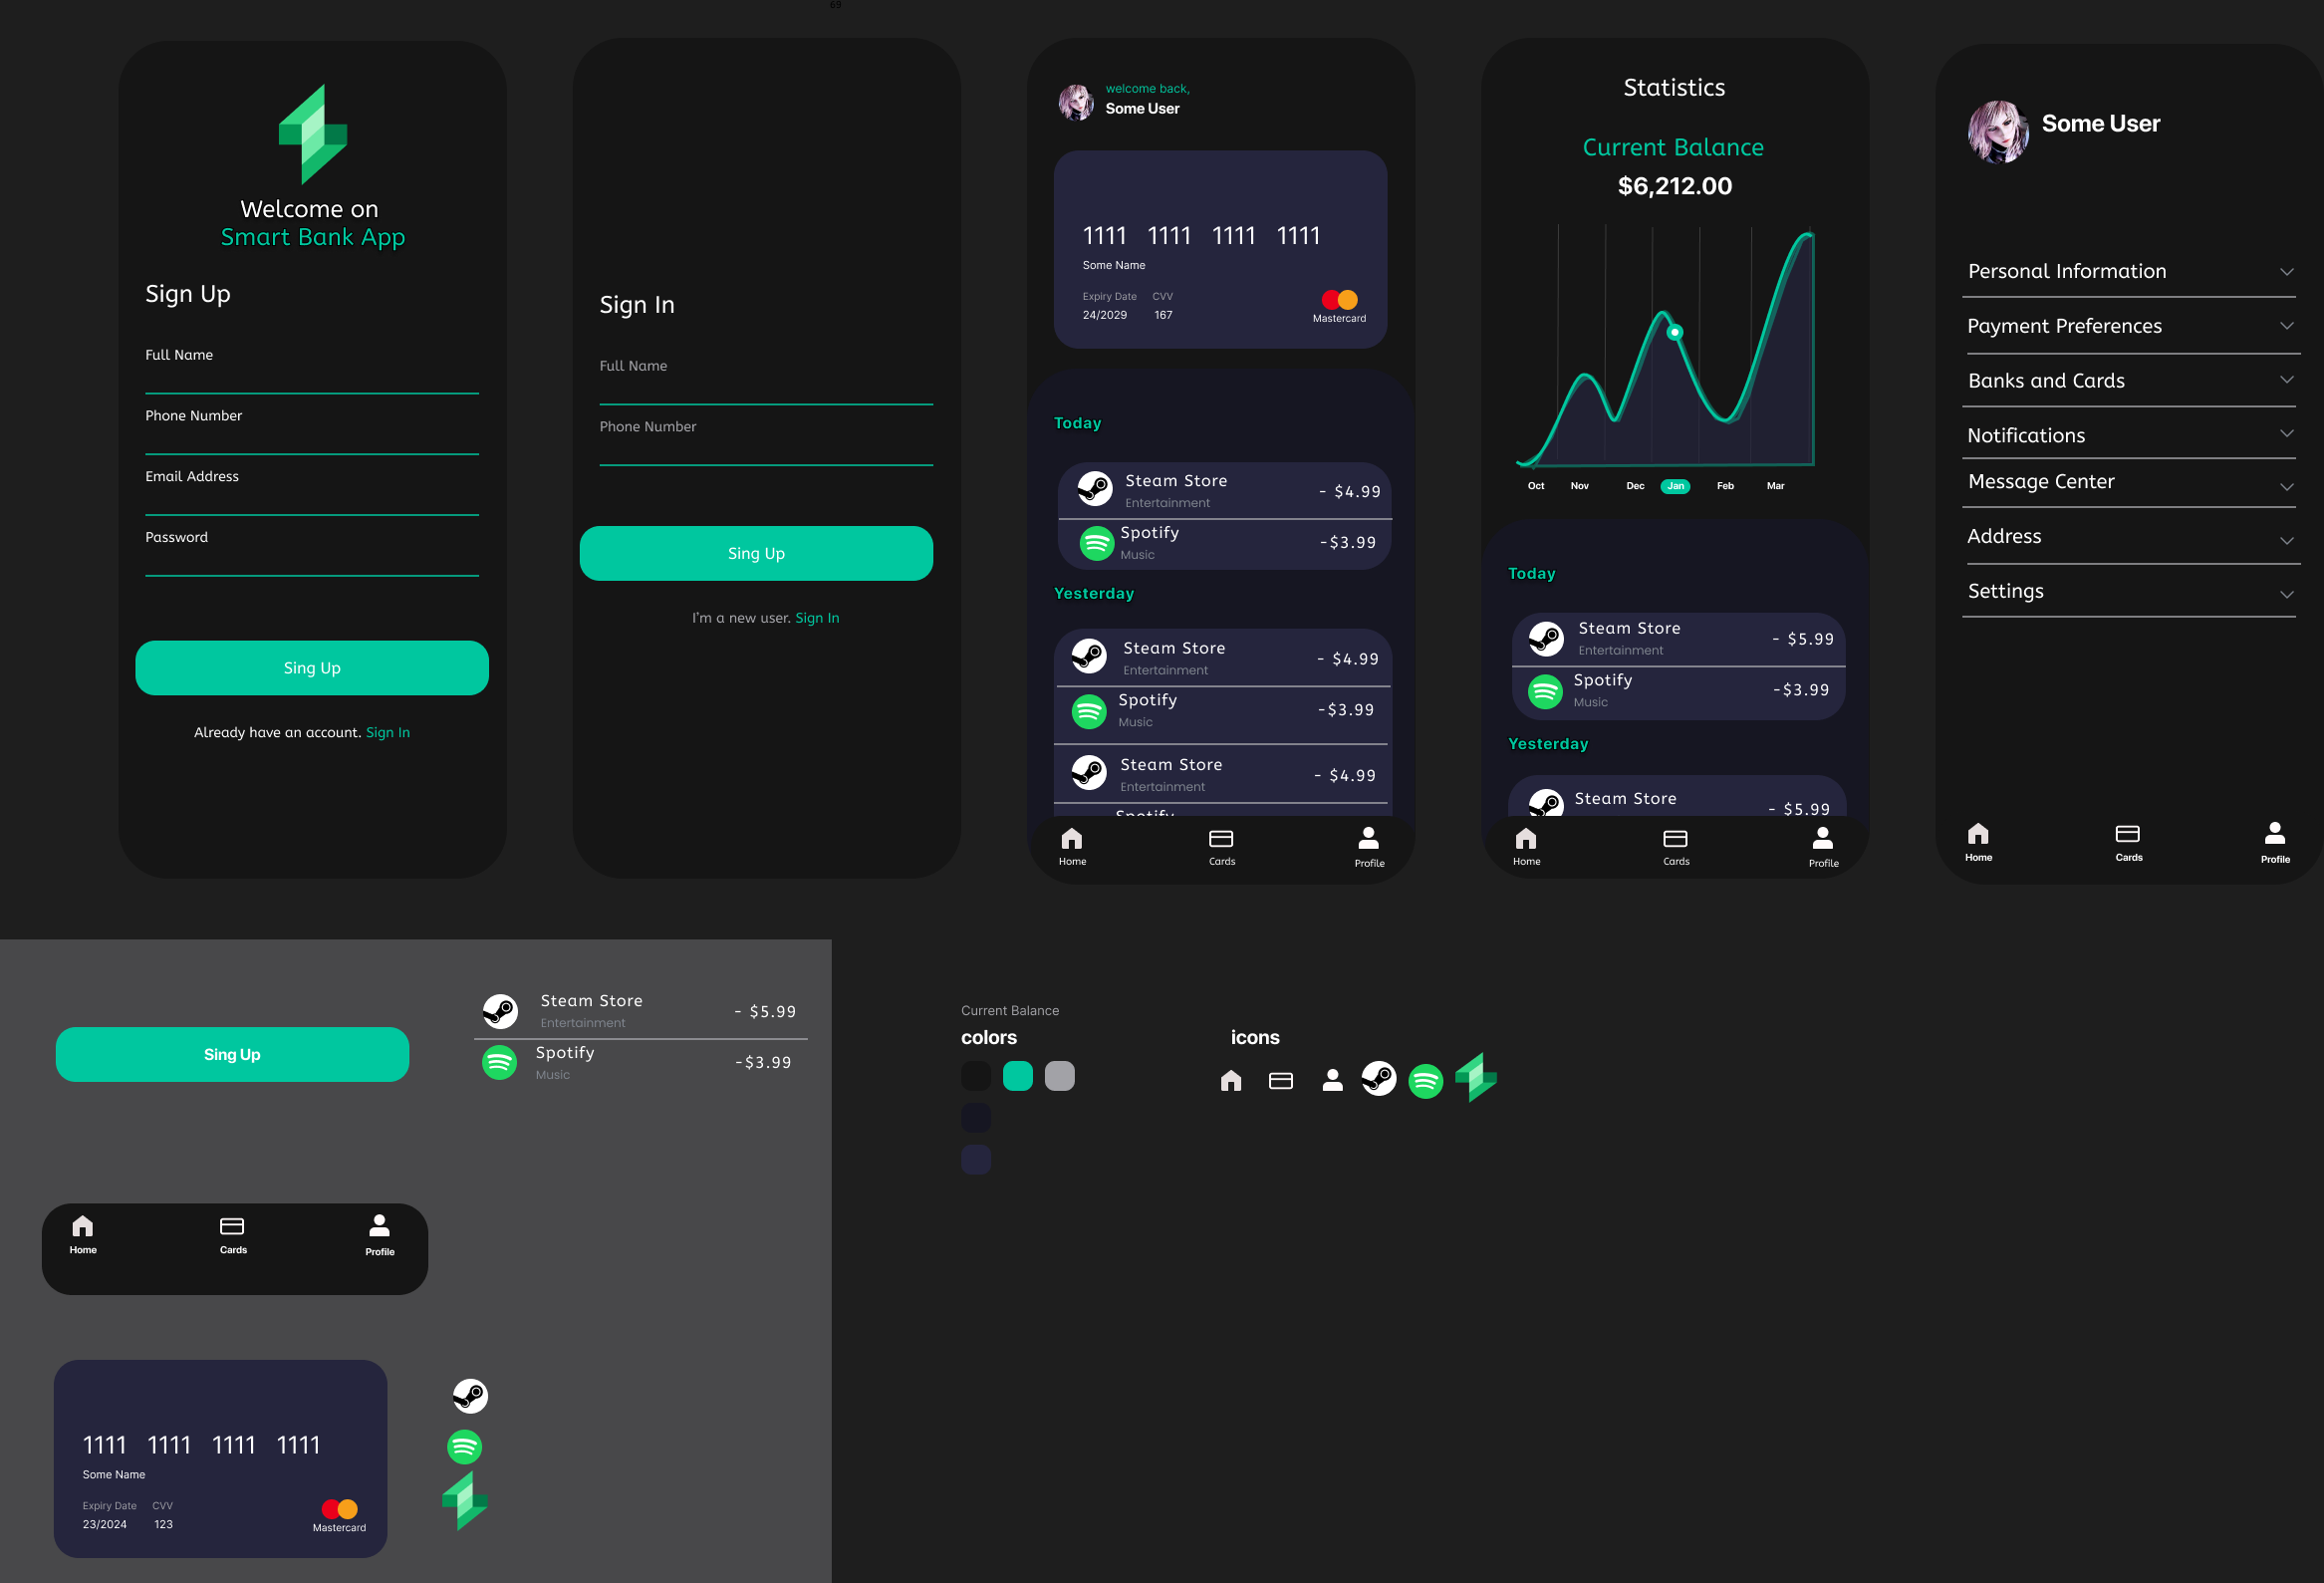 69
Welcome on
Smart Bank App
Sign Up
Full Name
Phone Number
Email Address
Password
Sing Up
Already have an account. Sign In
Sign In
Full Name
Phone Number
Sing Up
I'm a new user. Sign In
welcome back,
Some User
1111 1111 1111 1111
Some Name
Expiry Date CVV
24/2029 167
Mastercard
Today
Steam Store
Entertainment
- $4.99
Spotify
Music
-$3.99
Yesterday
Steam Store
Entertainment
- $4.99
Spotify
Music
-$3.99
Steam Store
Entertainment
- $4.99
Spotify
Home Cards Profile
Statistics
Current Balance
$6,212.00
Oct Nov Dec Jan Feb Mar
Today
Steam Store
Entertainment
- $5.99
Spotify
Music
-$3.99
Yesterday
Steam Store
- $5.99
Home Cards Profile
Some User
Personal Information
Payment Preferences
Banks and Cards
Notifications
Message Center
Address
Settings
Home Cards Profile
Sing Up
Steam Store
Entertainment
- $5.99
Spotify
Music
-$3.99
Home Cards Profile
1111 1111 1111 1111
Some Name
Expiry Date CVV
23/2024 123
Mastercard
Current Balance
colors
icons